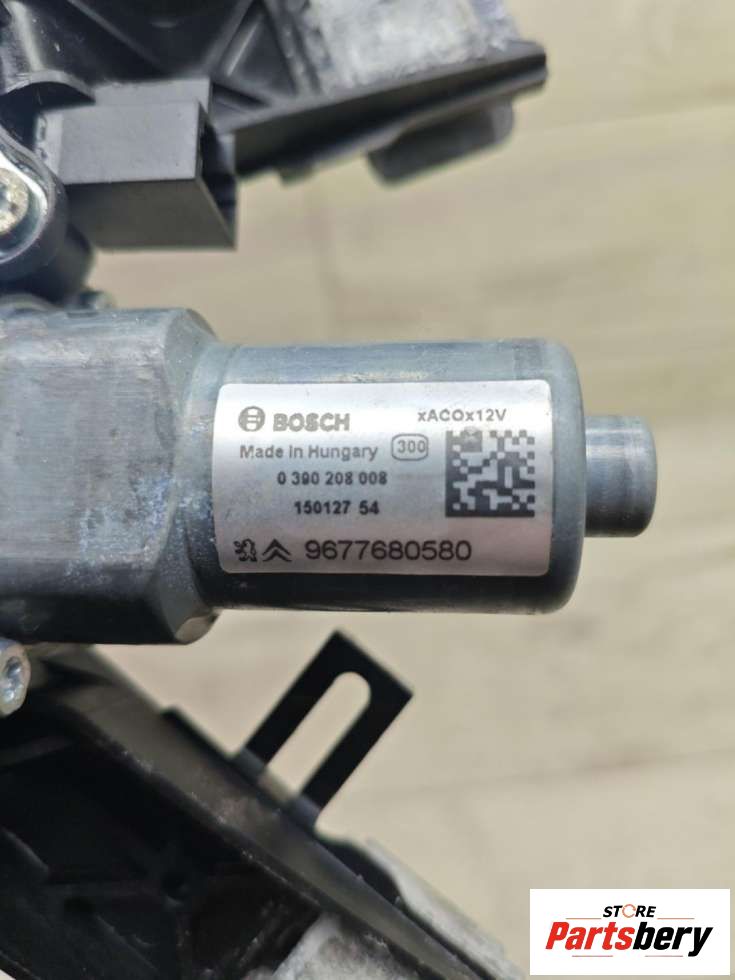 BOSCH xACOx12V
Made in Hungary 300
0 390 208 008
150127 54
9677680580
STORE
Partsbery